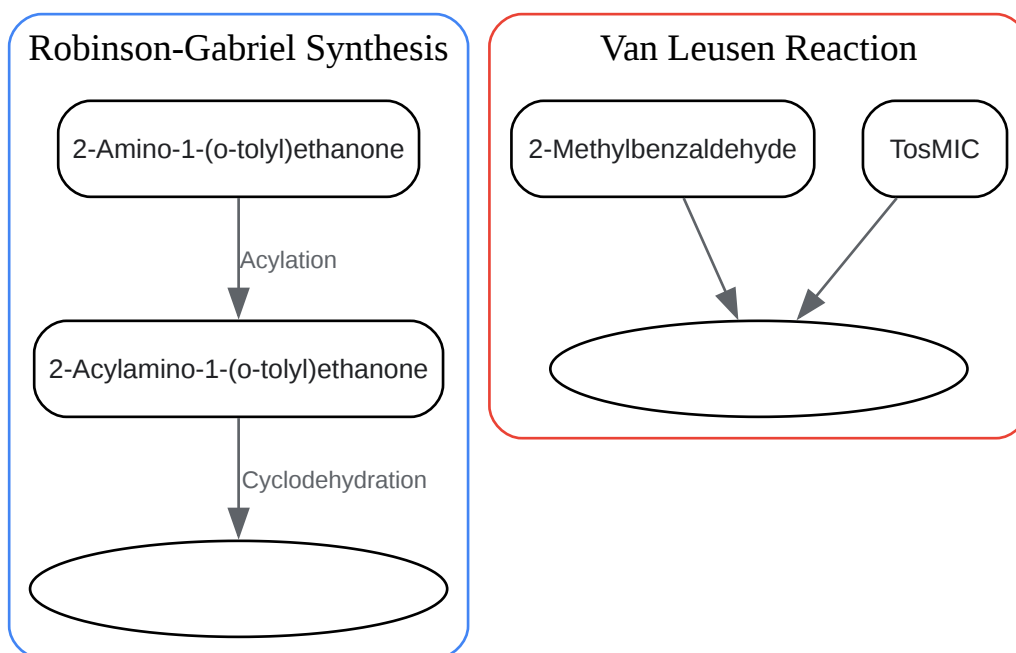 Robinson-Gabriel Synthesis
2-Amino-1-(o-tolyl)ethanone
Acylation
2-Acylamino-1-(o-tolyl)ethanone
Cyclodehydration
Van Leusen Reaction
2-Methylbenzaldehyde
TosMIC